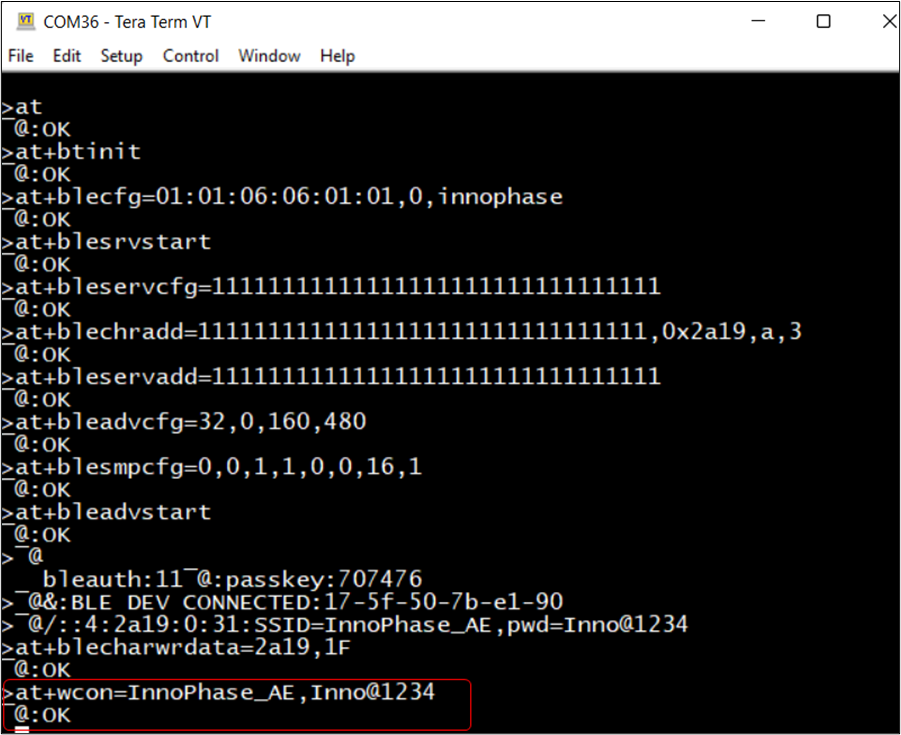 COM36 - Tera Term VT
File Edit Setup Control Window Help
>at
_@:OK
>at+btinit
_@:OK
>at+blecfg=01:01:06:06:01:01,0,innophase
_@:OK
>at+blesrvstart
_@:OK
>at+bleservcfg=11111111111111111111111111111111
_@:OK
>at+blechradd=11111111111111111111111111111111,0x2a19,a,3
_@:OK
>at+bleservadd=11111111111111111111111111111111
_@:OK
>at+bleadvcfg=32,0,160,480
_@:OK
>at+blesmpcfg=0,0,1,1,0,0,16,1
_@:OK
>at+bleadvstart
_@:OK
>_@
bleauth:11_@:passkey:707476
>_@&:BLE DEV CONNECTED:17-5f-50-7b-e1-90
>_@/::4:2a19:0:31:SSID=InnoPhase_AE,pwd=Inno@1234
>at+blecharwrdata=2a19,1F
_@:OK
>at+wcon=InnoPhase_AE,Inno@1234
_@:OK